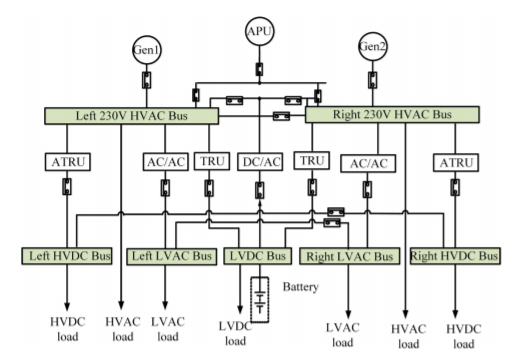 APU
Gen1
Gen2
Left 230V HVAC Bus
Right 230V HVAC Bus
ATRU
AC/AC
TRU
DC/AC
TRU
AC/AC
ATRU
Left HVDC Bus
Left LVAC Bus
LVDC Bus
Right LVAC Bus
Right HVDC Bus
Battery
HVDC
load
HVAC
load
LVAC
load
LVDC
load
LVAC
load
HVAC
load
HVDC
load